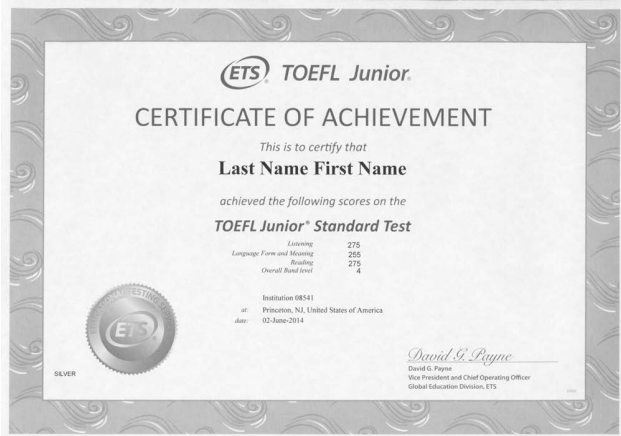 ETS® TOEFL Junior®
CERTIFICATE OF ACHIEVEMENT
This is to certify that
Last Name First Name
achieved the following scores on the
TOEFL Junior® Standard Test
Listening 275
Language Form and Meaning 255
Reading 275
Overall Band level 4
Institution 08541
at: Princeton, NJ, United States of America
date: 02-June-2014
ETS
SILVER
David G. Payne
David G. Payne
Vice President and Chief Operating Officer
Global Education Division, ETS